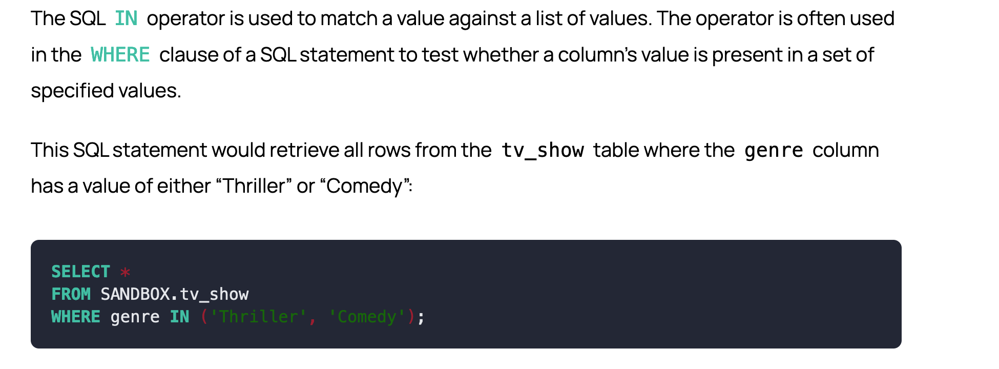 The SQL IN operator is used to match a value against a list of values. The operator is often used
in the WHERE clause of a SQL statement to test whether a column’s value is present in a set of
specified values.
This SQL statement would retrieve all rows from the tv_show table where the genre column
has a value of either “Thriller” or “Comedy”:
SELECT *
FROM SANDBOX.tv_show
WHERE genre IN ('Thriller', 'Comedy');